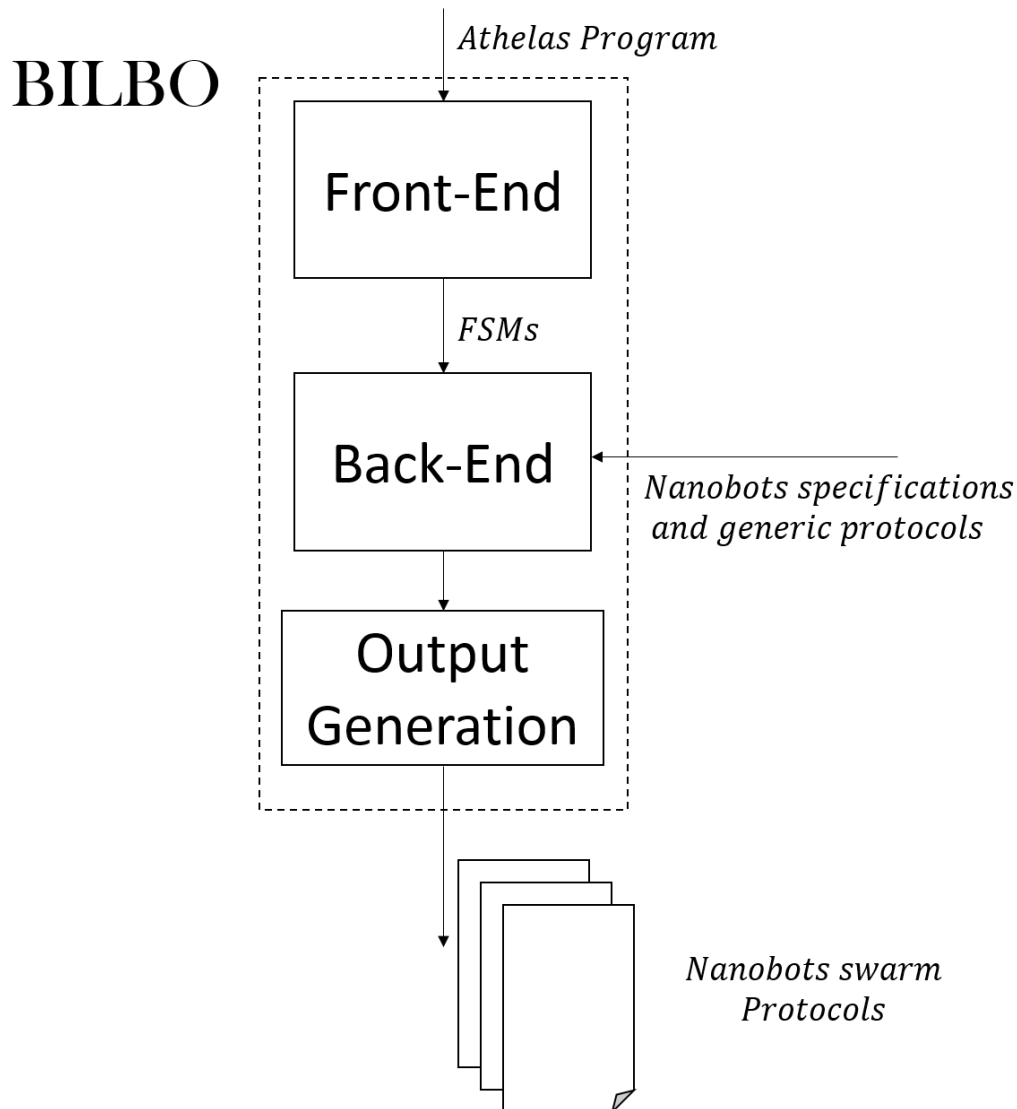 Athelas Program
BILBO
Front-End
FSMs
Back-End
Nanobots specifications
and generic protocols
Output
Generation
Nanobots swarm
Protocols